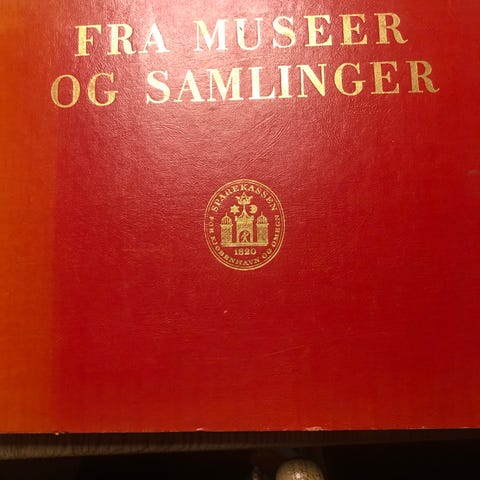 FRA MUSEER
OG SAMLINGER
SPAREKASSEN
FOR KJØBENHAVN OG OMEGN
1820